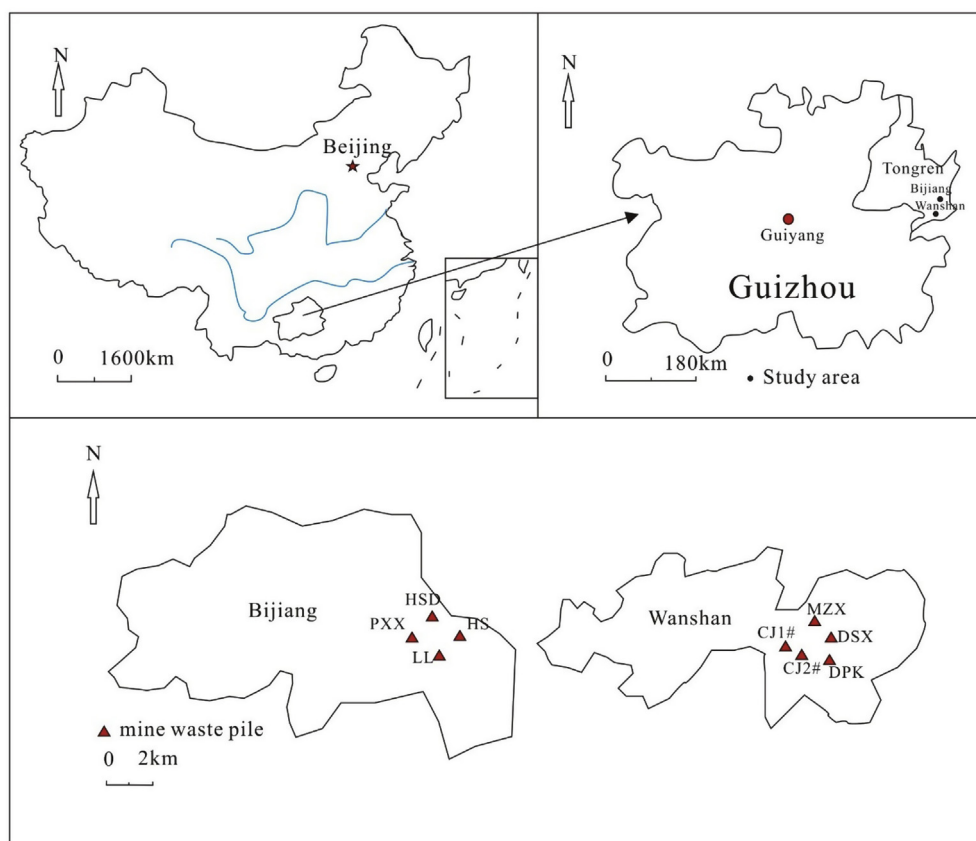 N
Beijing
0 1600km
N
Tongren
Bijiang
Wanshan
Guiyang
Guizhou
0 180km
Study area
N
Bijiang
HSD
PXX
HS
LL
mine waste pile
0 2km
Wanshan
MZX
CJ1#
DSX
CJ2#
DPK